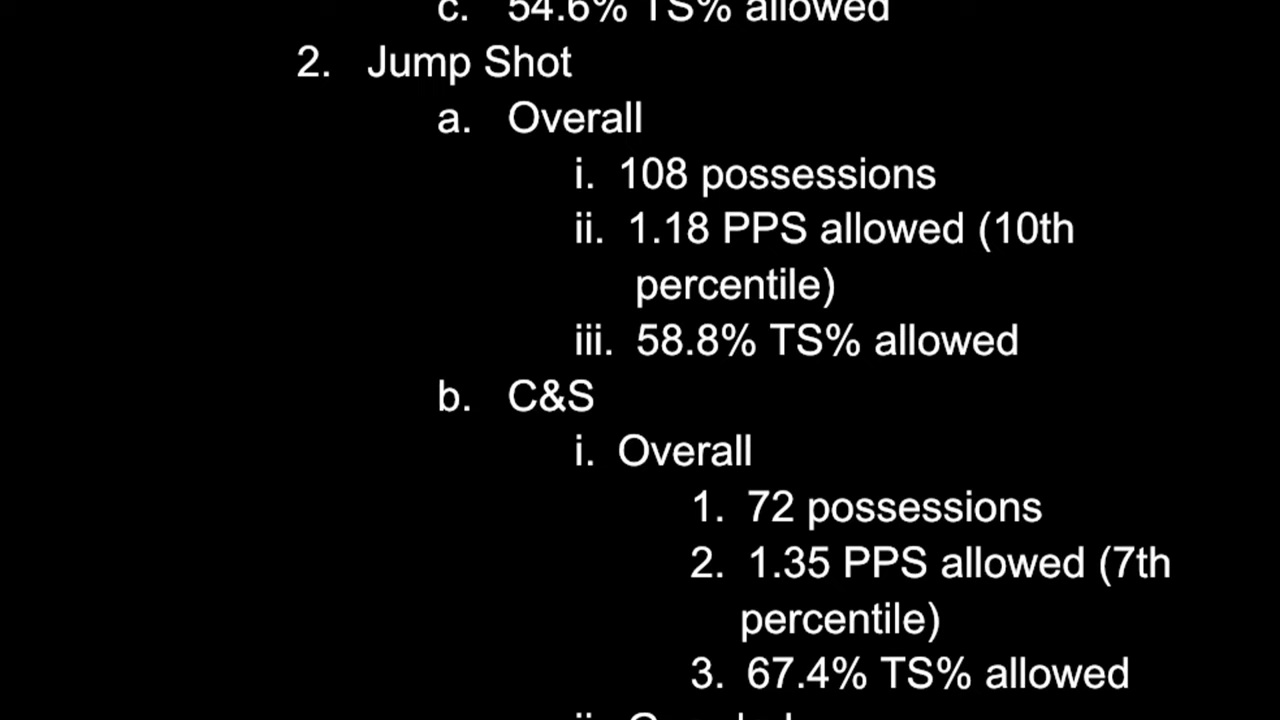 c. 54.6% TS% allowed
2. Jump Shot
a. Overall
i. 108 possessions
ii. 1.18 PPS allowed (10th
percentile)
iii. 58.8% TS% allowed
b. C&S
i. Overall
1. 72 possessions
2. 1.35 PPS allowed (7th
percentile)
3. 67.4% TS% allowed
ii.